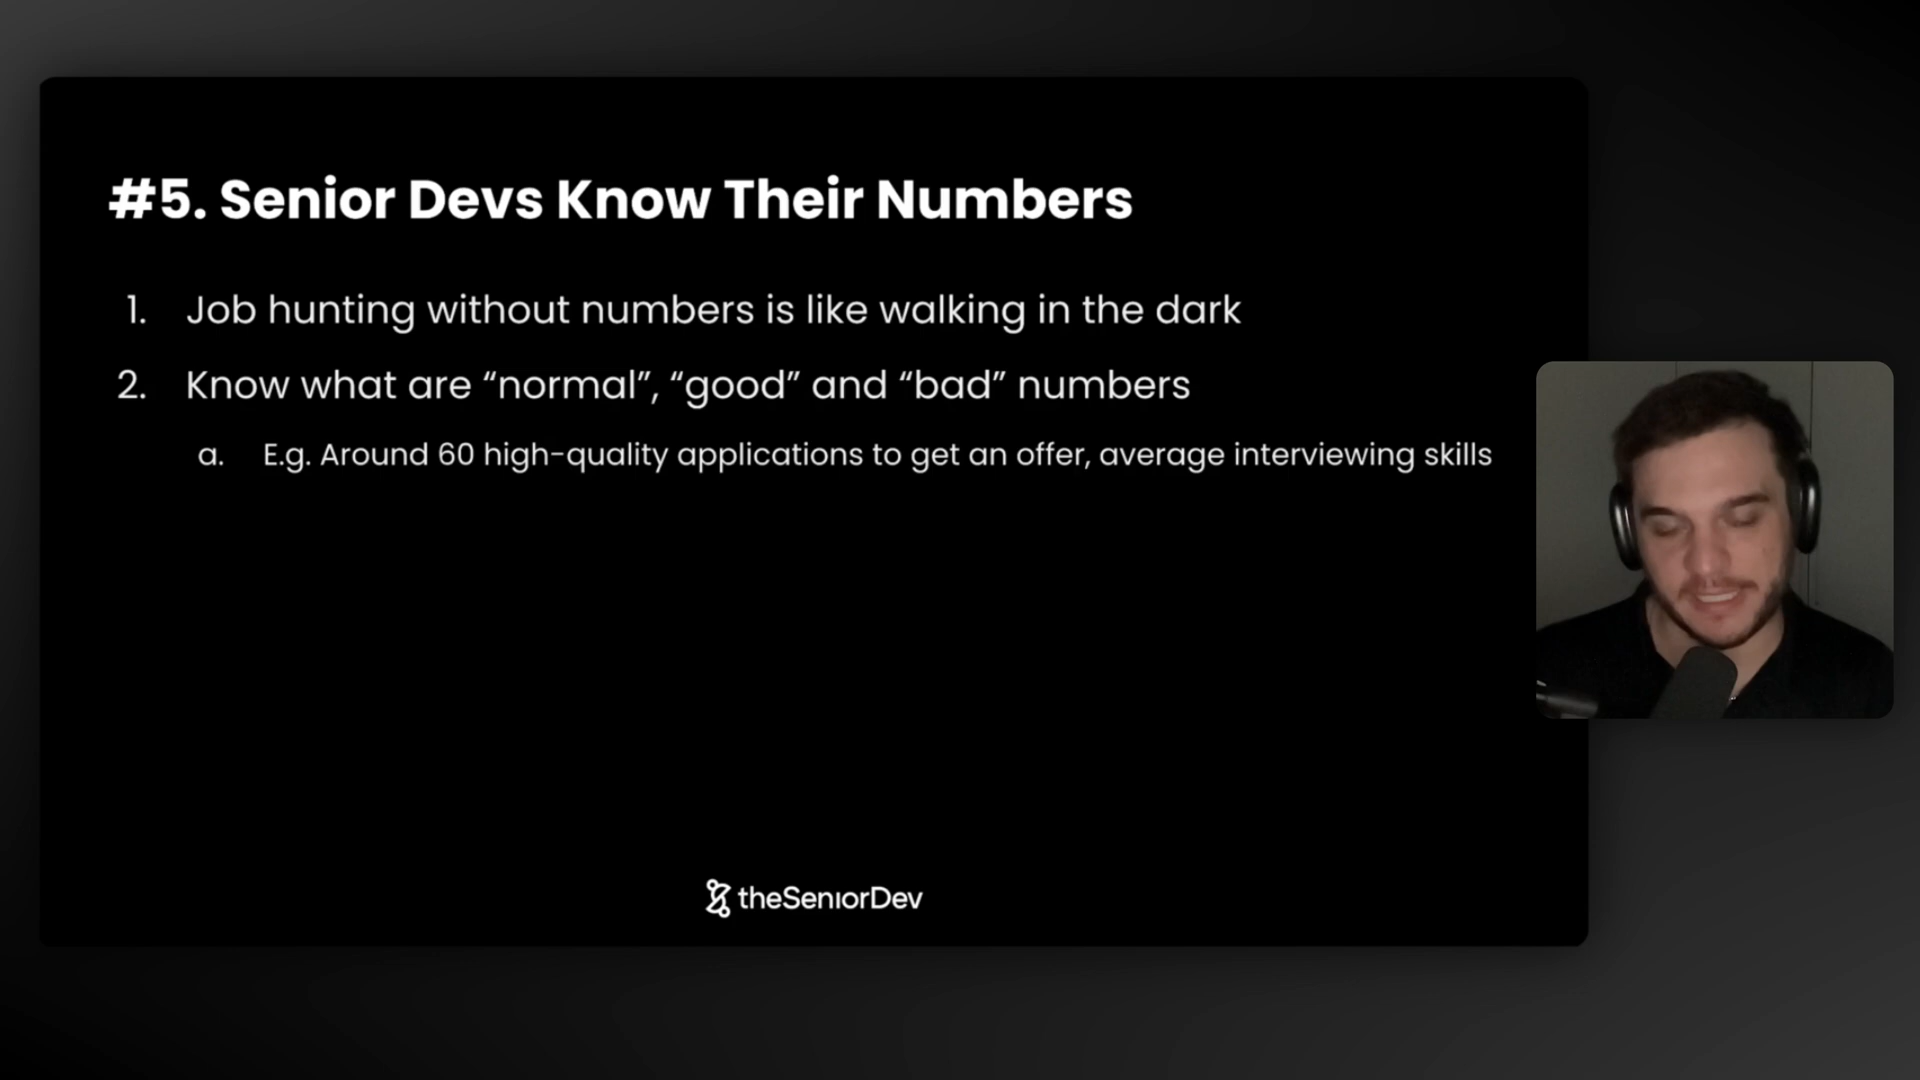 #5. Senior Devs Know Their Numbers
1. Job hunting without numbers is like walking in the dark
2. Know what are “normal”, “good” and “bad” numbers
a. E.g. Around 60 high-quality applications to get an offer, average interviewing skills
theSenıorDev